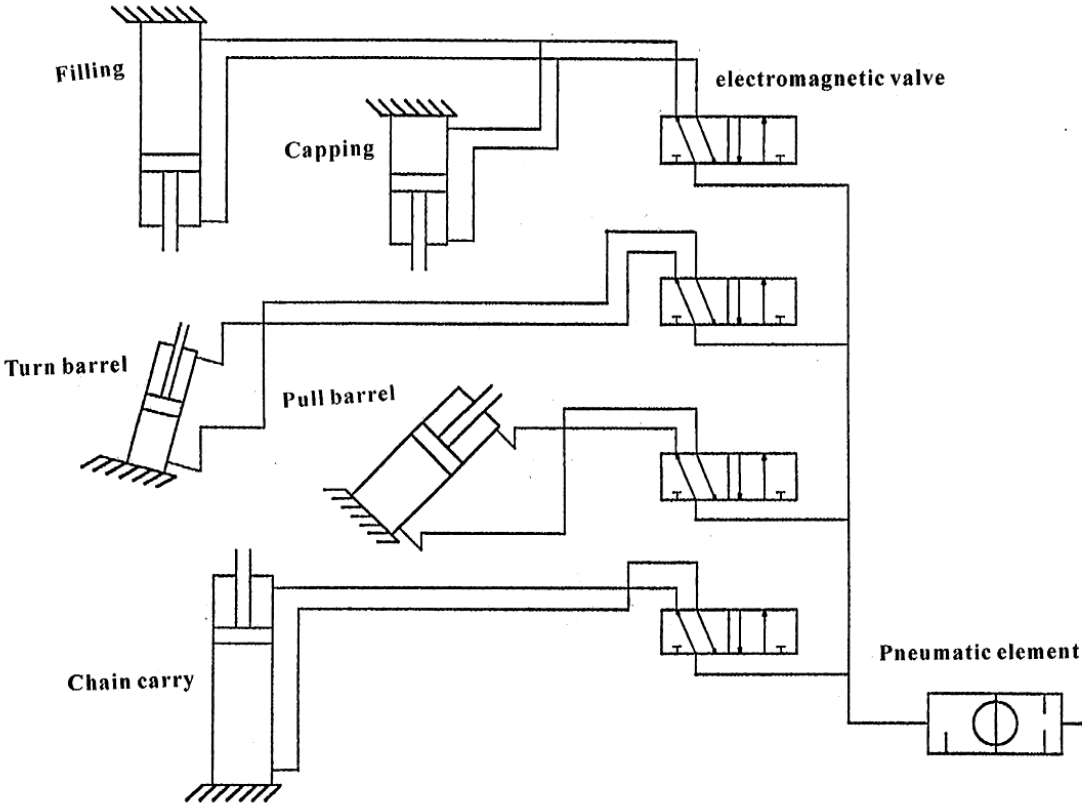 Filling
electromagnetic valve
Capping
Turn barrel
Pull barrel
Chain carry
Pneumatic element